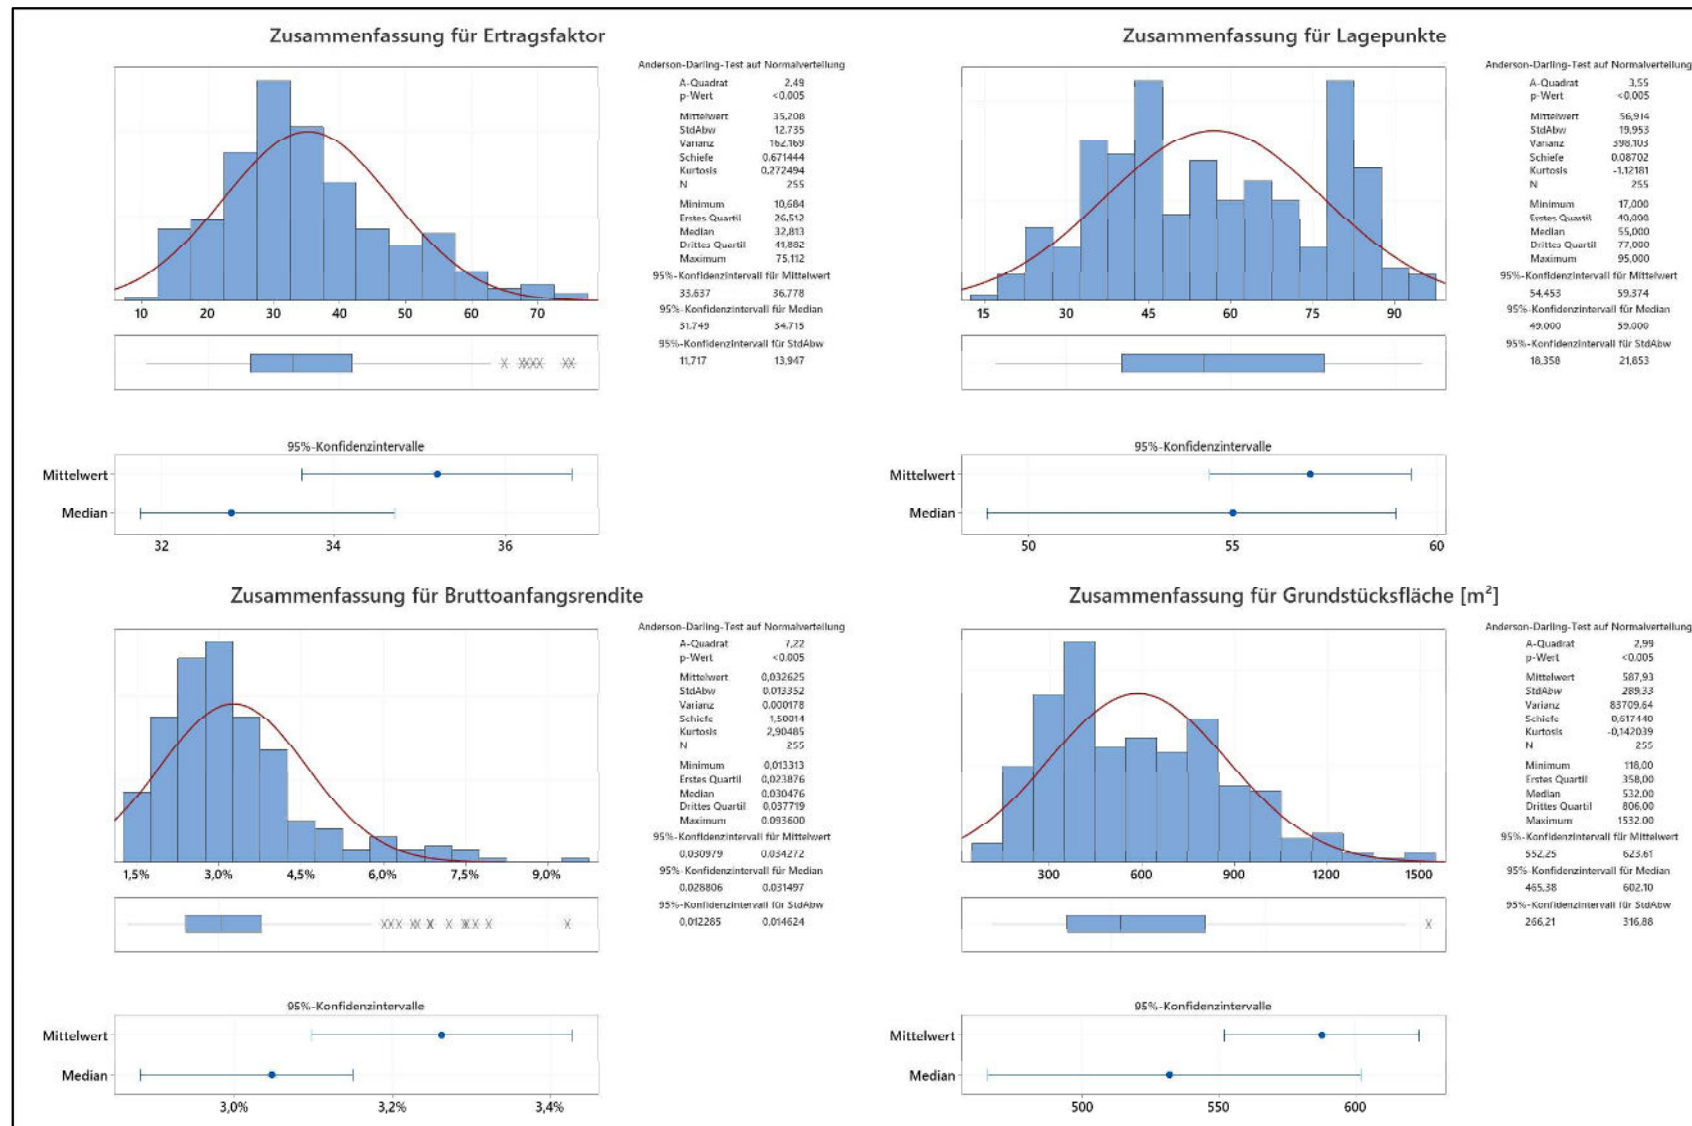 Zusammenfassung für Ertragsfaktor
Anderson-Darling-Test auf Normalverteilung
A-Quadrat 2,49
p-Wert <0.005
Mittelwert 35,208
StdAbw 12,735
Varianz 162,169
Schiefe 0,671444
Kurtosis 0,272494
N 255
Minimum 10,684
Erstes Quartil 26,512
Median 32,813
Drittes Quartil 41,882
Maximum 75,112
95%-Konfidenzintervall für Mittelwert
33,637 36,778
95%-Konfidenzintervall für Median
31,749 34,715
95%-Konfidenzintervall für StdAbw
11,717 13,947
10 20 30 40 50 60 70
95%-Konfidenzintervalle
Mittelwert
Median
32 34 36
Zusammenfassung für Lagepunkte
Anderson-Darling-Test auf Normalverteilung
A-Quadrat 3,55
p-Wert <0.005
Mittelwert 56,914
StdAbw 19,953
Varianz 398,103
Schiefe 0,08702
Kurtosis -1,12181
N 255
Minimum 17,000
Erstes Quartil 40,000
Median 55,000
Drittes Quartil 77,000
Maximum 95,000
95%-Konfidenzintervall für Mittelwert
54,453 59,374
95%-Konfidenzintervall für Median
49,000 59,000
95%-Konfidenzintervall für StdAbw
18,358 21,853
15 30 45 60 75 90
95%-Konfidenzintervalle
Mittelwert
Median
50 55 60
Zusammenfassung für Bruttoanfangsrendite
Anderson-Darling-Test auf Normalverteilung
A-Quadrat 7,22
p-Wert <0.005
Mittelwert 0,032625
StdAbw 0,013352
Varianz 0,000178
Schiefe 1,50014
Kurtosis 2,90485
N 255
Minimum 0,013313
Erstes Quartil 0,023876
Median 0,030476
Drittes Quartil 0,037719
Maximum 0,093600
95%-Konfidenzintervall für Mittelwert
0,030979 0,034272
95%-Konfidenzintervall für Median
0,028806 0,031497
95%-Konfidenzintervall für StdAbw
0,012285 0,014624
1,5% 3,0% 4,5% 6,0% 7,5% 9,0%
95%-Konfidenzintervalle
Mittelwert
Median
3,0% 3,2% 3,4%
Zusammenfassung für Grundstücksfläche [m²]
Anderson-Darling-Test auf Normalverteilung
A-Quadrat 2,99
p-Wert <0.005
Mittelwert 587,93
StdAbw 289,33
Varianz 83709,64
Schiefe 0,617440
Kurtosis -0,142039
N 255
Minimum 118,00
Erstes Quartil 358,00
Median 532,00
Drittes Quartil 806,00
Maximum 1532,00
95%-Konfidenzintervall für Mittelwert
552,25 623,61
95%-Konfidenzintervall für Median
465,38 602,10
95%-Konfidenzintervall für StdAbw
266,21 316,88
300 600 900 1200 1500
95%-Konfidenzintervalle
Mittelwert
Median
500 550 600